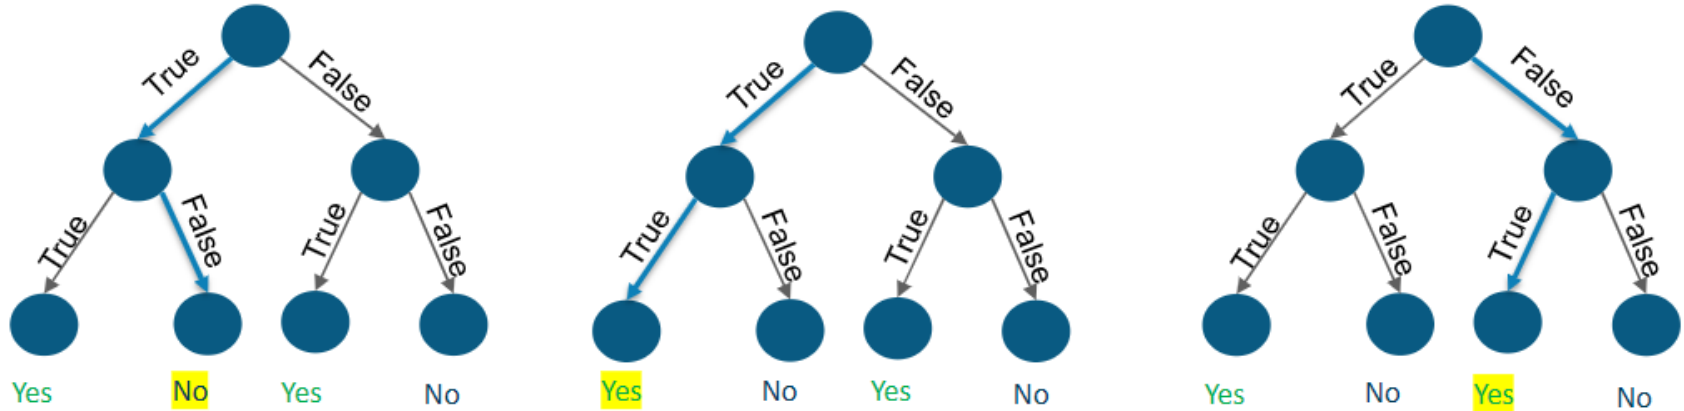 True False True False True False
True False True False True False True False True False True False
Yes No Yes No Yes No Yes No Yes No Yes No